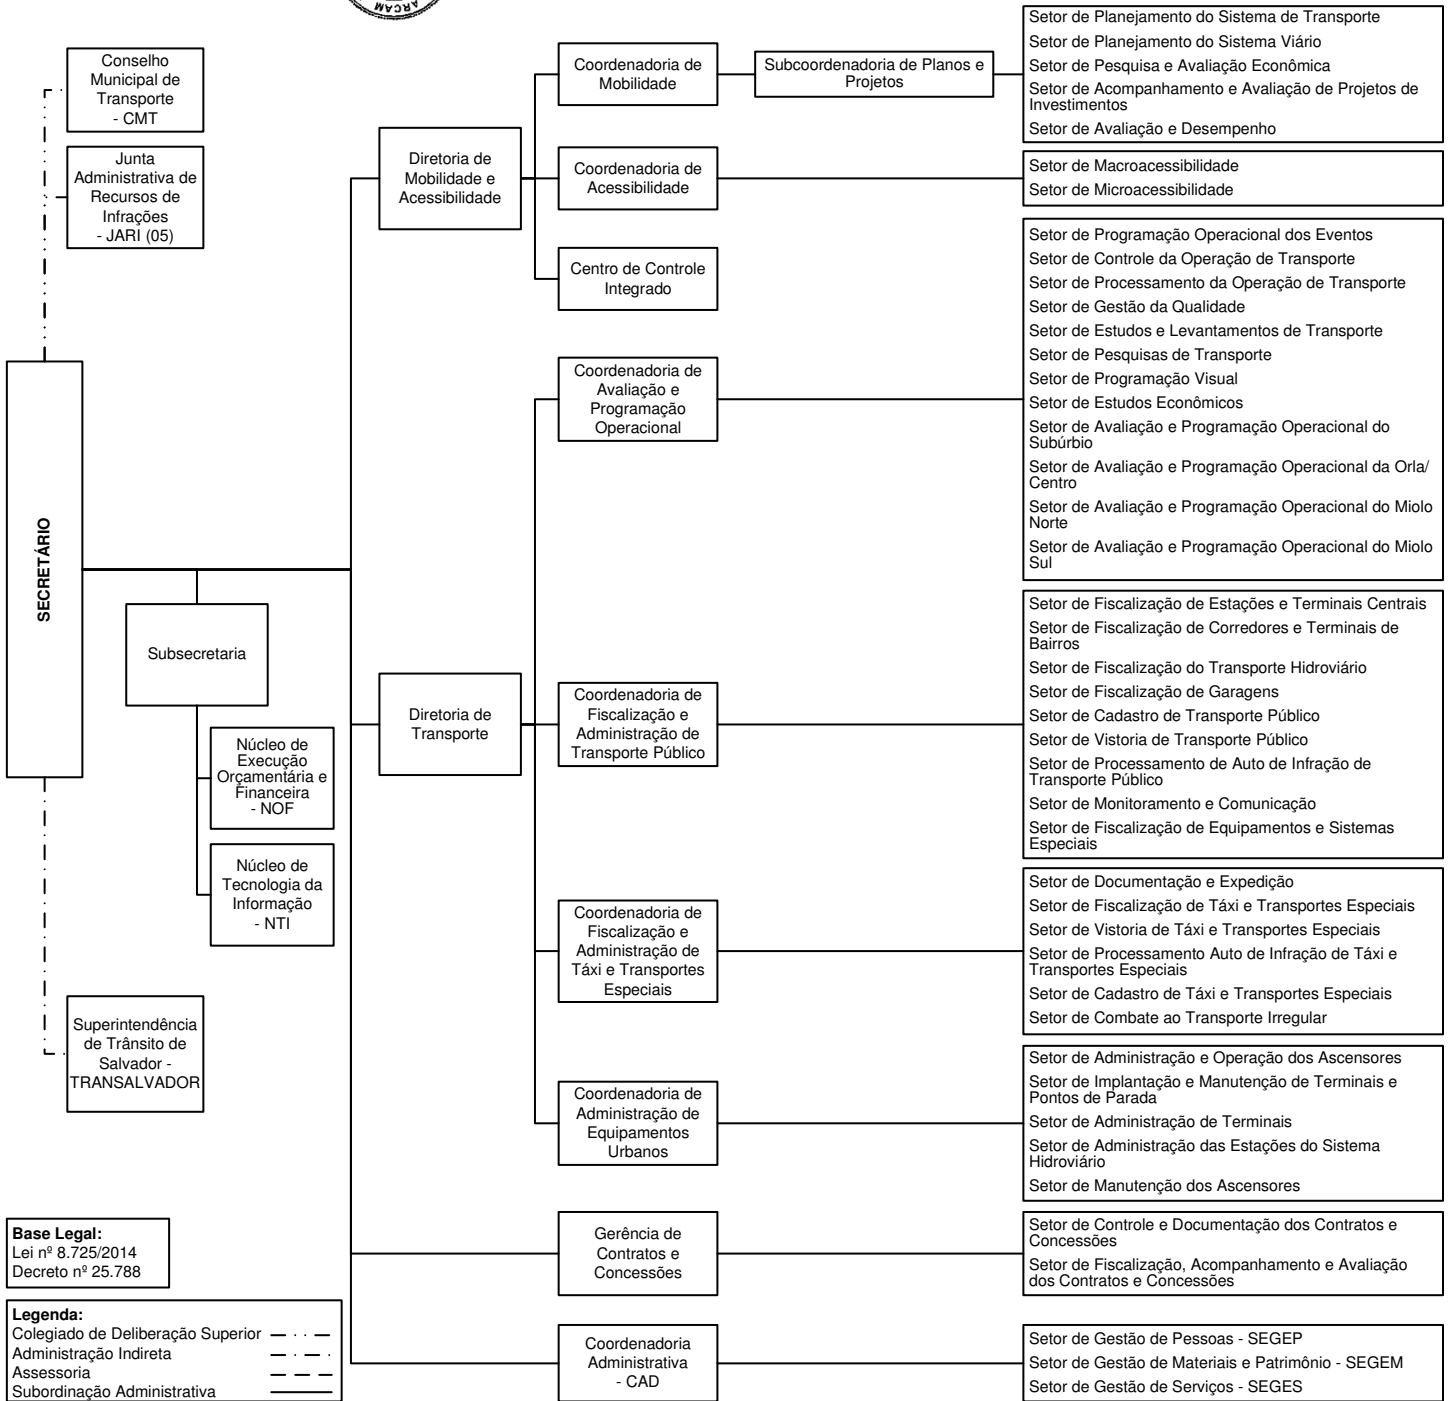 ARCAM
Conselho
Municipal de
Transporte
- CMT
Junta
Administrativa de
Recursos de
Infrações
- JARI (05)
SECRETÁRIO
Subsecretaria
Núcleo de
Execução
Orçamentária e
Financeira
- NOF
Núcleo de
Tecnologia da
Informação
- NTI
Superintendência
de Trânsito de
Salvador -
TRANSALVADOR
Diretoria de
Mobilidade e
Acessibilidade
Coordenadoria de
Mobilidade
Subcoordenadoria de Planos e
Projetos
Setor de Planejamento do Sistema de Transporte
Setor de Planejamento do Sistema Viário
Setor de Pesquisa e Avaliação Econômica
Setor de Acompanhamento e Avaliação de Projetos de
Investimentos
Setor de Avaliação e Desempenho
Coordenadoria de
Acessibilidade
Setor de Macroacessibilidade
Setor de Microacessibilidade
Centro de Controle
Integrado
Diretoria de
Transporte
Coordenadoria de
Avaliação e
Programação
Operacional
Setor de Programação Operacional dos Eventos
Setor de Controle da Operação de Transporte
Setor de Processamento da Operação de Transporte
Setor de Gestão da Qualidade
Setor de Estudos e Levantamentos de Transporte
Setor de Pesquisas de Transporte
Setor de Programação Visual
Setor de Estudos Econômicos
Setor de Avaliação e Programação Operacional do
Subúrbio
Setor de Avaliação e Programação Operacional da Orla/
Centro
Setor de Avaliação e Programação Operacional do Miolo
Norte
Setor de Avaliação e Programação Operacional do Miolo
Sul
Coordenadoria de
Fiscalização e
Administração de
Transporte Público
Setor de Fiscalização de Estações e Terminais Centrais
Setor de Fiscalização de Corredores e Terminais de
Bairros
Setor de Fiscalização do Transporte Hidroviário
Setor de Fiscalização de Garagens
Setor de Cadastro de Transporte Público
Setor de Vistoria de Transporte Público
Setor de Processamento de Auto de Infração de
Transporte Público
Setor de Monitoramento e Comunicação
Setor de Fiscalização de Equipamentos e Sistemas
Especiais
Coordenadoria de
Fiscalização e
Administração de
Táxi e Transportes
Especiais
Setor de Documentação e Expedição
Setor de Fiscalização de Táxi e Transportes Especiais
Setor de Vistoria de Táxi e Transportes Especiais
Setor de Processamento Auto de Infração de Táxi e
Transportes Especiais
Setor de Cadastro de Táxi e Transportes Especiais
Setor de Combate ao Transporte Irregular
Coordenadoria de
Administração de
Equipamentos
Urbanos
Setor de Administração e Operação dos Ascensores
Setor de Implantação e Manutenção de Terminais e
Pontos de Parada
Setor de Administração de Terminais
Setor de Administração das Estações do Sistema
Hidroviário
Setor de Manutenção dos Ascensores
Gerência de
Contratos e
Concessões
Setor de Controle e Documentação dos Contratos e
Concessões
Setor de Fiscalização, Acompanhamento e Avaliação
dos Contratos e Concessões
Coordenadoria
Administrativa
- CAD
Setor de Gestão de Pessoas - SEGEP
Setor de Gestão de Materiais e Patrimônio - SEGEM
Setor de Gestão de Serviços - SEGES
Base Legal:
Lei nº 8.725/2014
Decreto nº 25.788
Legenda:
Colegiado de Deliberação Superior
Administração Indireta
Assessoria
Subordinação Administrativa